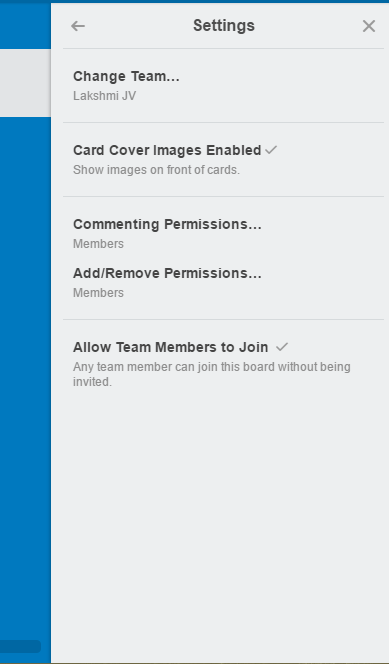 Settings
Change Team…
Lakshmi JV
Card Cover Images Enabled
Show images on front of cards.
Commenting Permissions…
Members
Add/Remove Permissions…
Members
Allow Team Members to Join
Any team member can join this board without being
invited.